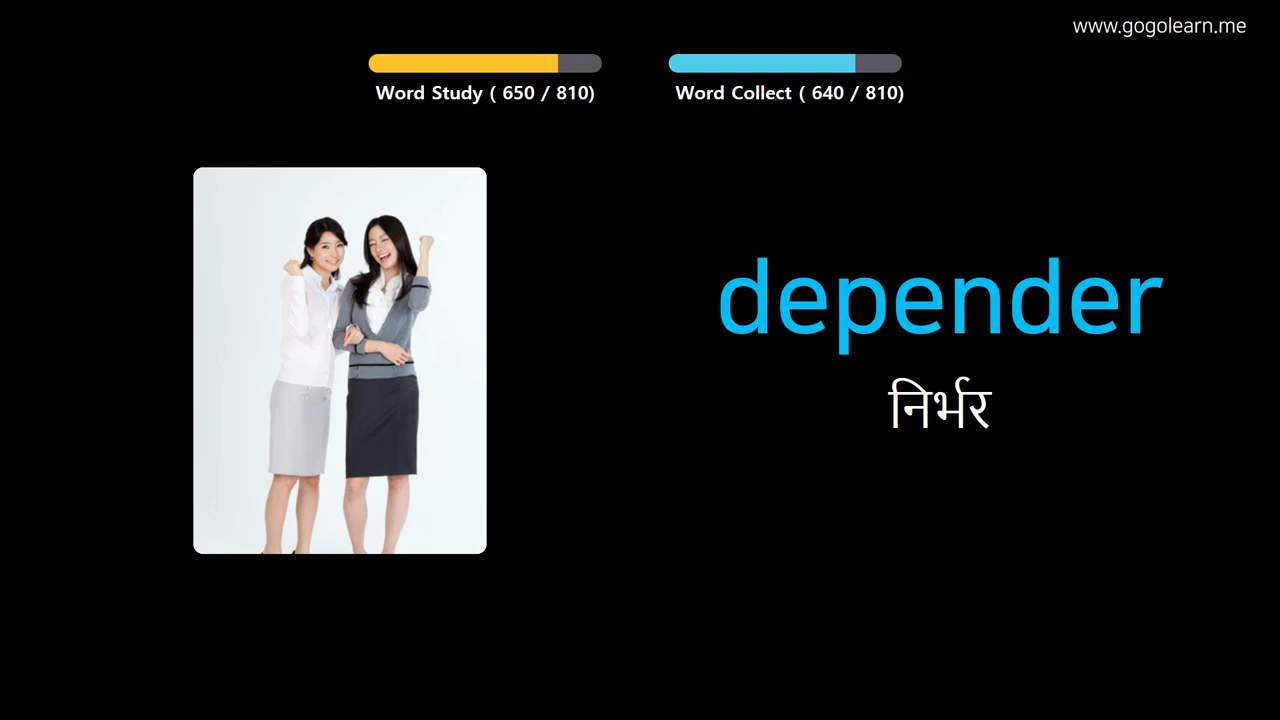 www.gogolearn.me
Word Study ( 650 / 810)
Word Collect ( 640 / 810)
depender
निर्भर